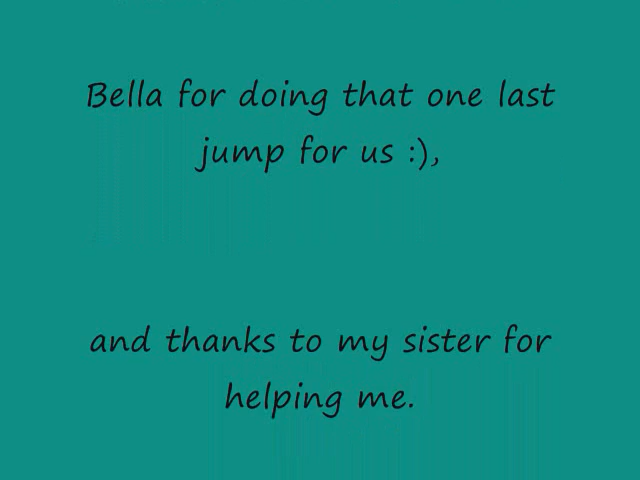 Bella for doing that one last
jump for us :),
and thanks to my sister for
helping me.